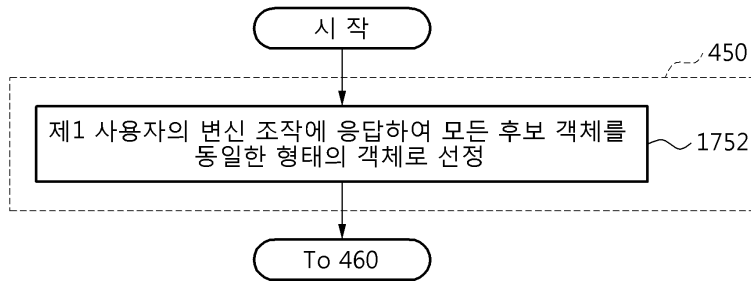 시 작
450
제1 사용자의 변신 조작에 응답하여 모든 후보 객체를
동일한 형태의 객체로 선정
1752
To 460